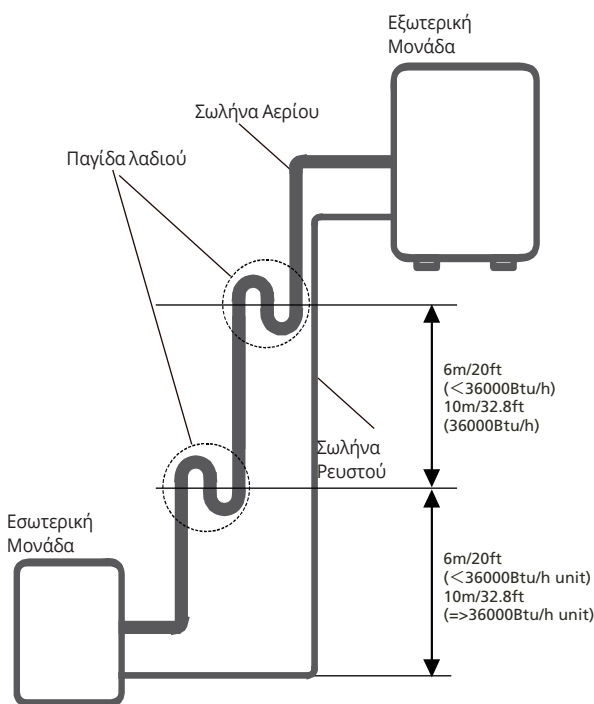 Εξωτερική
Μονάδα
Σωλήνα Αερίου
Παγίδα λαδιού
6m/20ft
(<36000Btu/h)
10m/32.8ft
(36000Btu/h)
Σωλήνα
Ρευστού
Εσωτερική
Μονάδα
6m/20ft
(<36000Btu/h unit)
10m/32.8ft
(=>36000Btu/h unit)